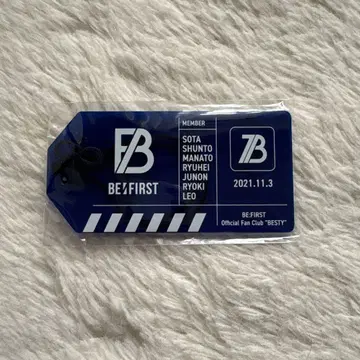 BE:FIRST
MEMBER
SOTA
SHUNTO
MANATO
RYUHEI
JUNON
RYOKI
LEO
2021.11.3
BE:FIRST
Official Fan Club "BESTY"